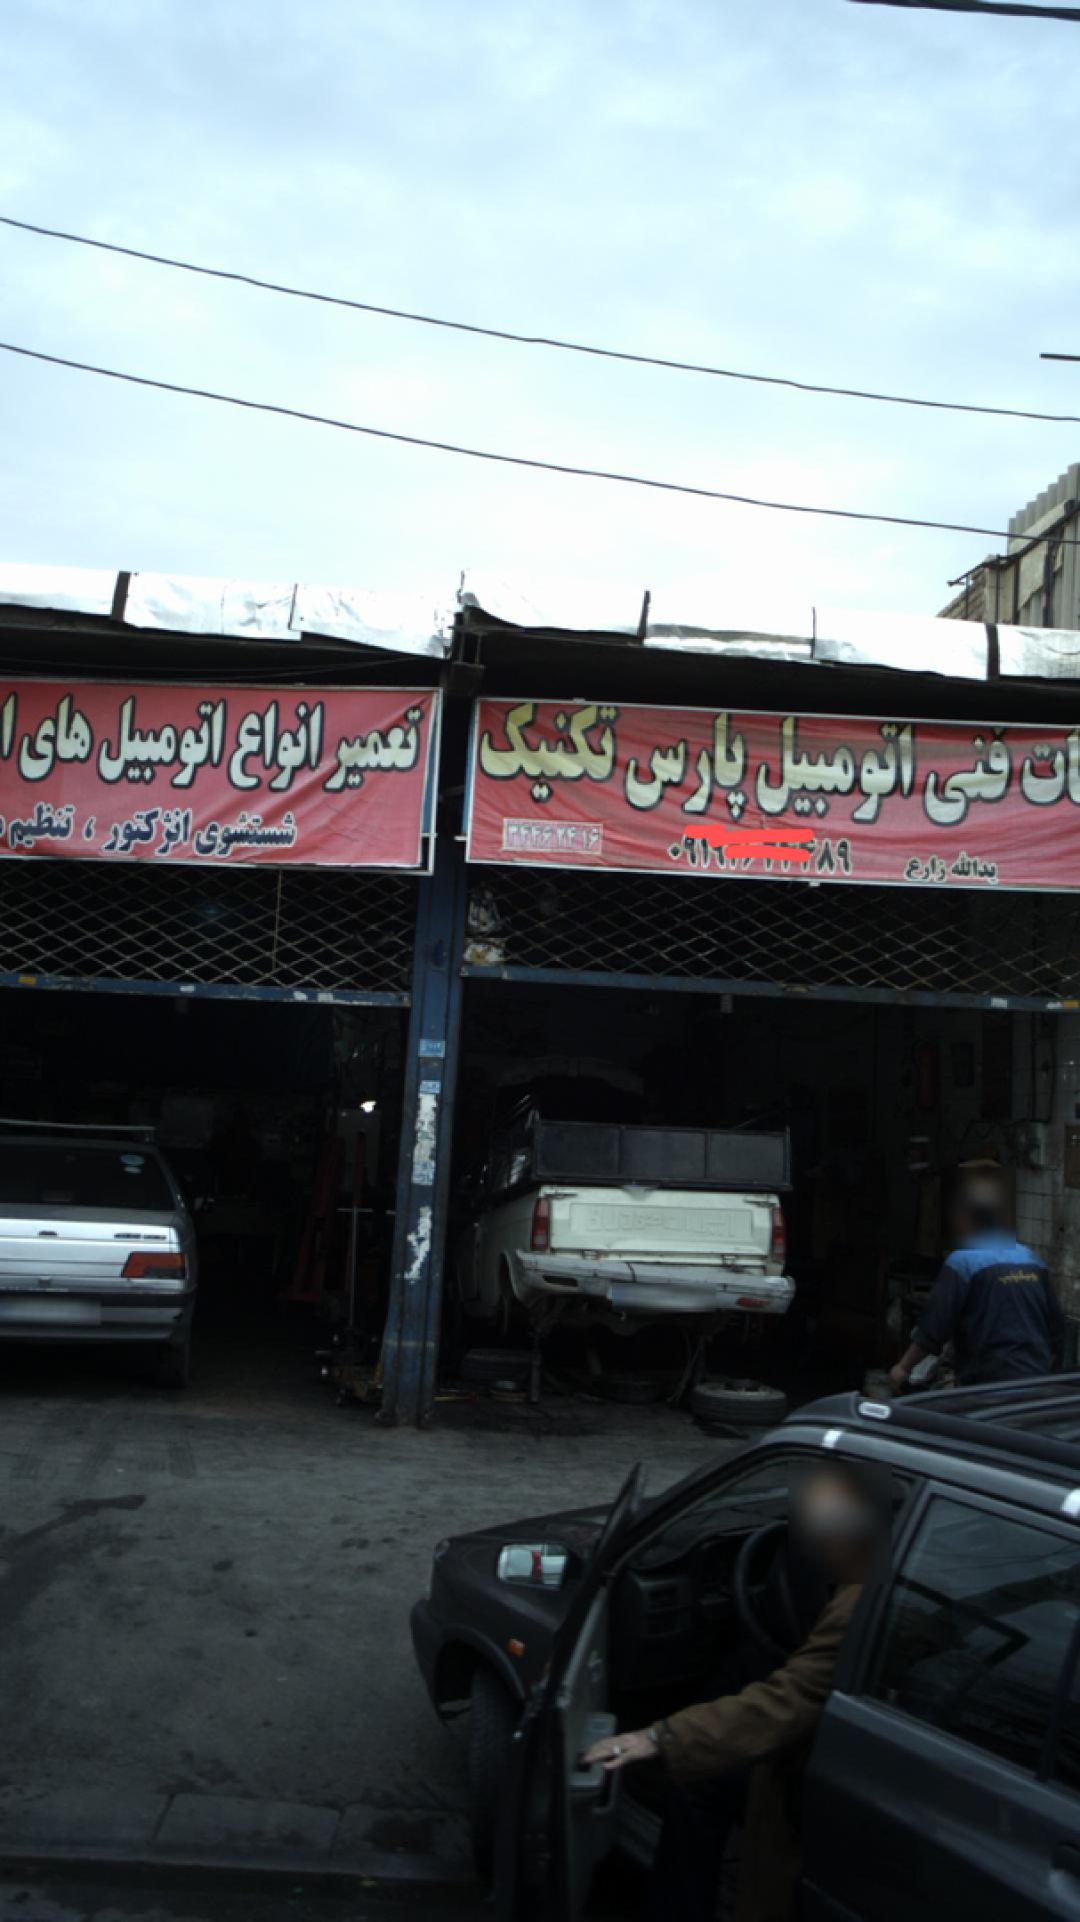 ات فنی اتومبیل پارس تکنیک
یدالله زارع
۳۴۴۶۲۴۱۶
تعمیر انواع اتومبیل های
شستشوی انژکتور ، تنظیم